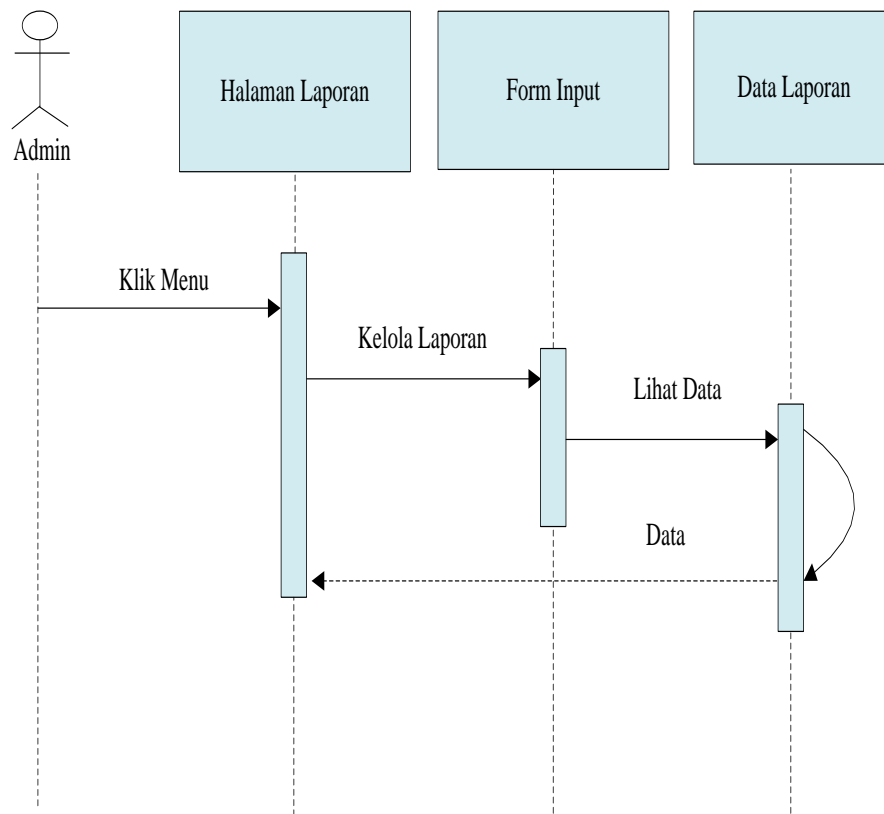 Halaman Laporan
Form Input
Data Laporan
Admin
Klik Menu
Kelola Laporan
Lihat Data
Data